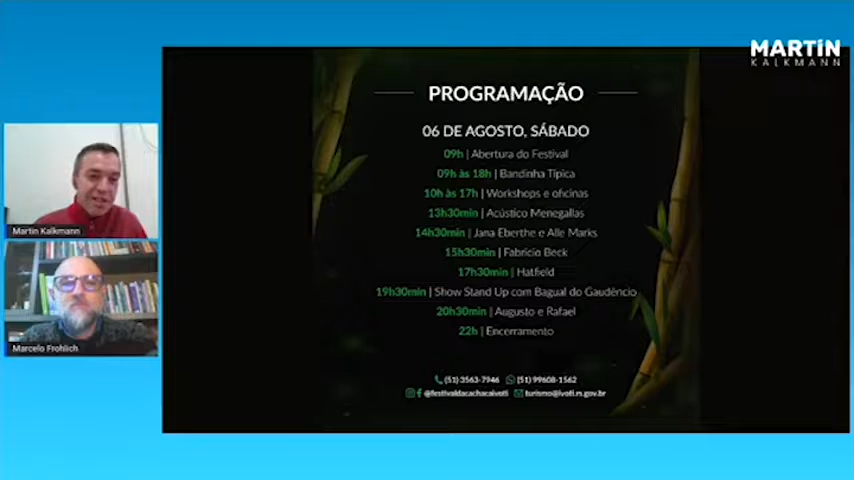 MARTIN
KALKMANN
PROGRAMAÇÃO
06 DE AGOSTO, SÁBADO
09h | Abertura do Festival
09h às 18h | Bandinha Típica
10h às 17h | Workshops e oficinas
13h30min | Acústico Menegallas
14h30min | Jana Eberthe e Alle Marks
15h30min | Fabrício Beck
17h30min | Hatfield
19h30min | Show Stand Up com Bagual do Gaudêncio
20h30min | Augusto e Rafael
22h | Encerramento
(51) 3563-7946 (51) 99608-1562
@festivaldacachacaivoti turismo@ivoti.rs.gov.br
Martin Kalkmann
Marcelo Frohlich